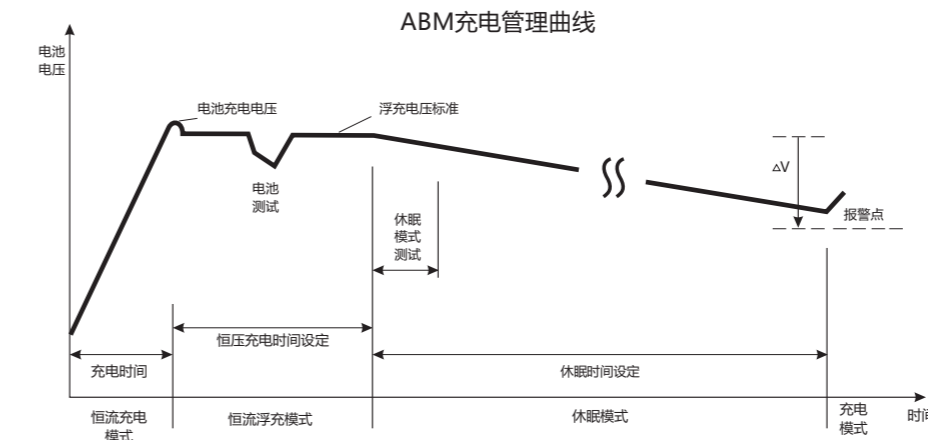 ABM充电管理曲线
电池
电压
电池充电电压
浮充电压标准
电池
测试
△V
报警点
休眠
模式
测试
恒压充电时间设定
充电时间
休眠时间设定
恒流充电
模式
恒流浮充模式
休眠模式
充电
模式
时间